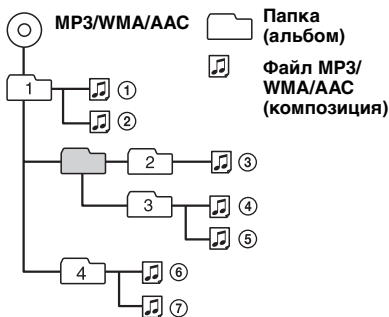 MP3/WMA/AAC
Папка
(альбом)
Файл MP3/
WMA/AAC
(композиция)
1
①
②
2
③
3
④
⑤
4
⑥
⑦